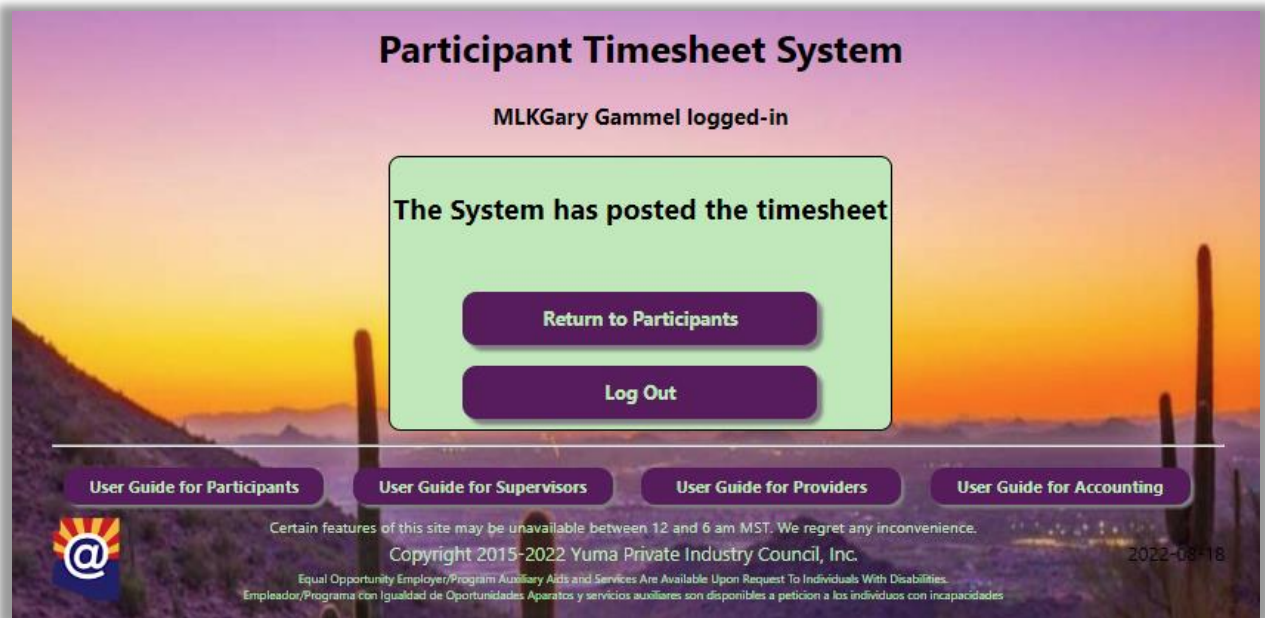 Participant Timesheet System
MLKGary Gammel logged-in
The System has posted the timesheet
Return to Participants
Log Out
User Guide for Participants
User Guide for Supervisors
User Guide for Providers
User Guide for Accounting
@
Certain features of this site may be unavailable between 12 and 6 am MST. We regret any inconvenience.
Copyright 2015-2022 Yuma Private Industry Council, Inc.
2022-08-18
Equal Opportunity Employer/Program Auxiliary Aids and Services Are Available Upon Request To Individuals With Disabilities.
Empleador/Programa con Igualdad de Oportunidades Aparatos y servicios auxiliares son disponibles a peticion a los individuos con incapacidades